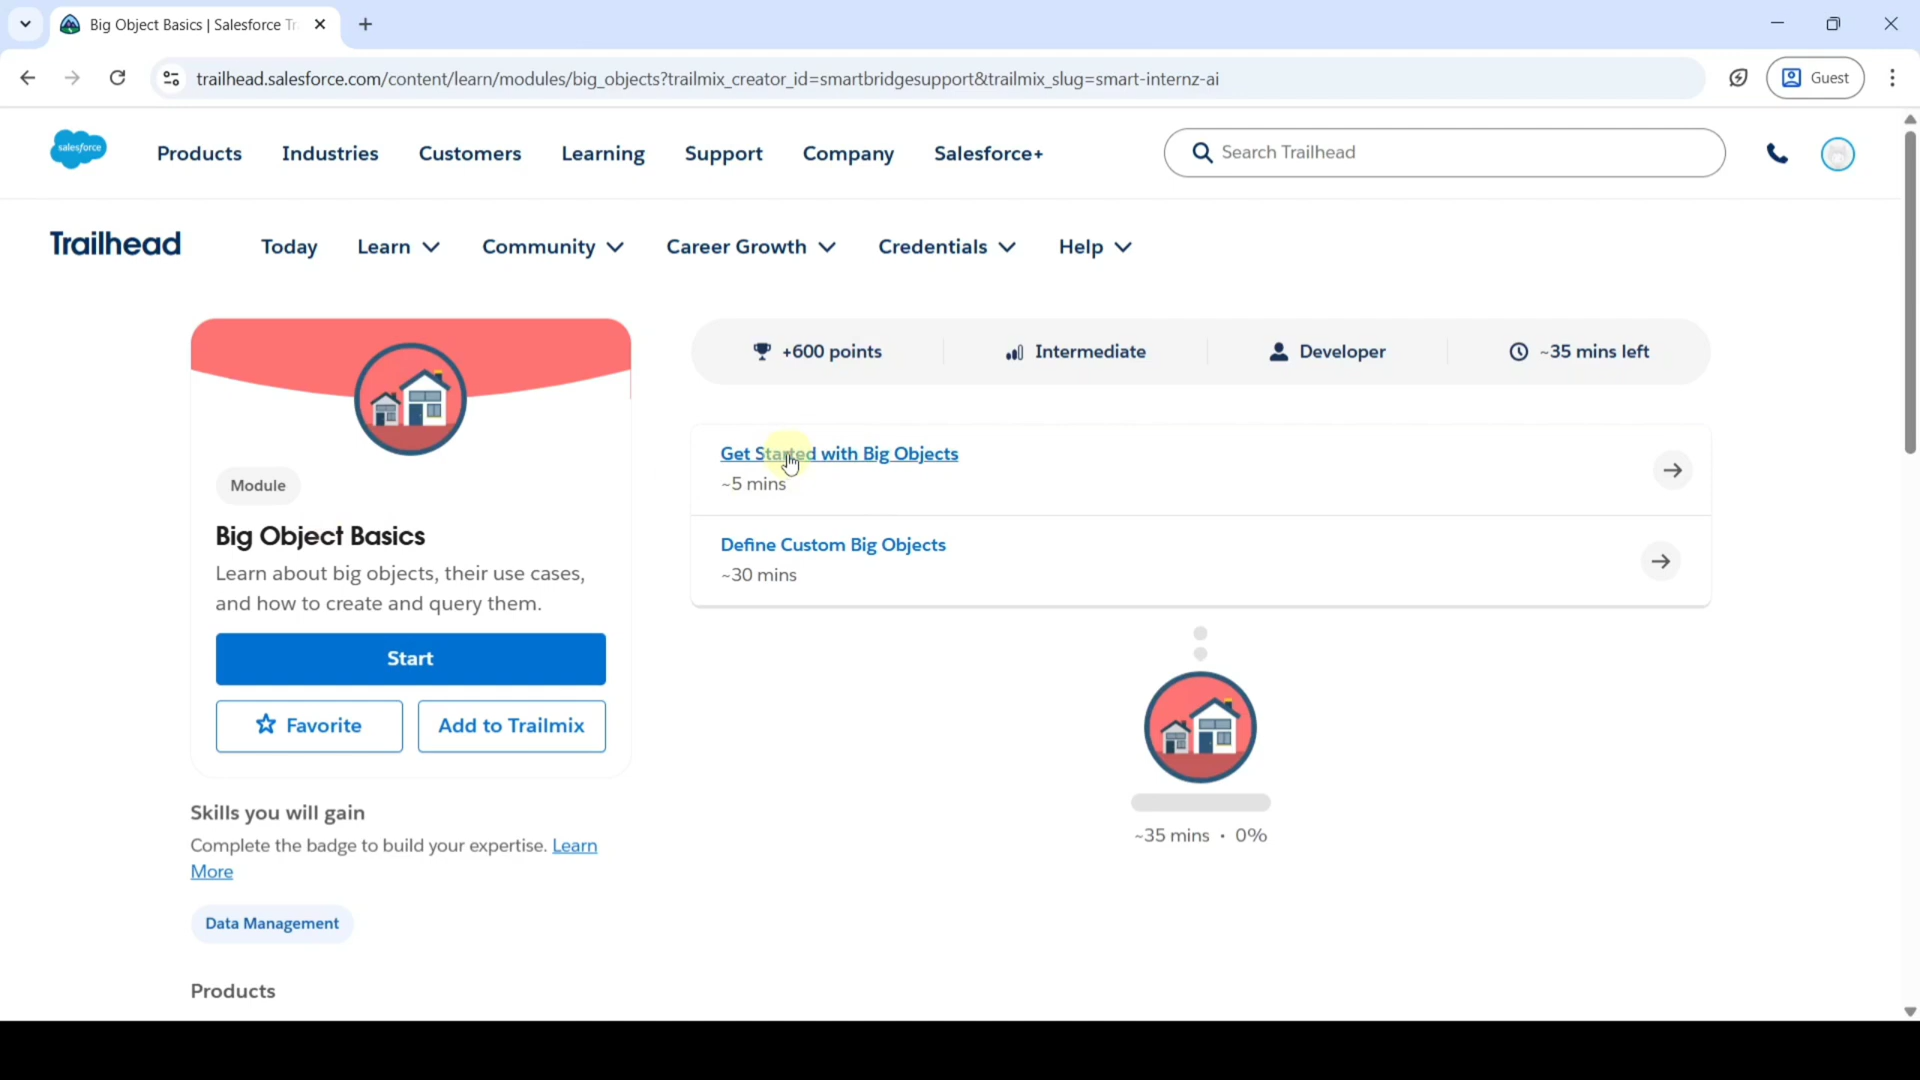 Big Object Basics | Salesforce Tr
trailhead.salesforce.com/content/learn/modules/big_objects?trailmix_creator_id=smartbridgesupport&trailmix_slug=smart-internz-ai
Guest
salesforce
Products Industries Customers Learning Support Company Salesforce+
Search Trailhead
Trailhead
Today Learn Community Career Growth Credentials Help
+600 points
Intermediate
Developer
~35 mins left
Module
Big Object Basics
Learn about big objects, their use cases,
and how to create and query them.
Start
Favorite
Add to Trailmix
Get Started with Big Objects
~5 mins
Define Custom Big Objects
~30 mins
~35 mins • 0%
Skills you will gain
Complete the badge to build your expertise. Learn
More
Data Management
Products